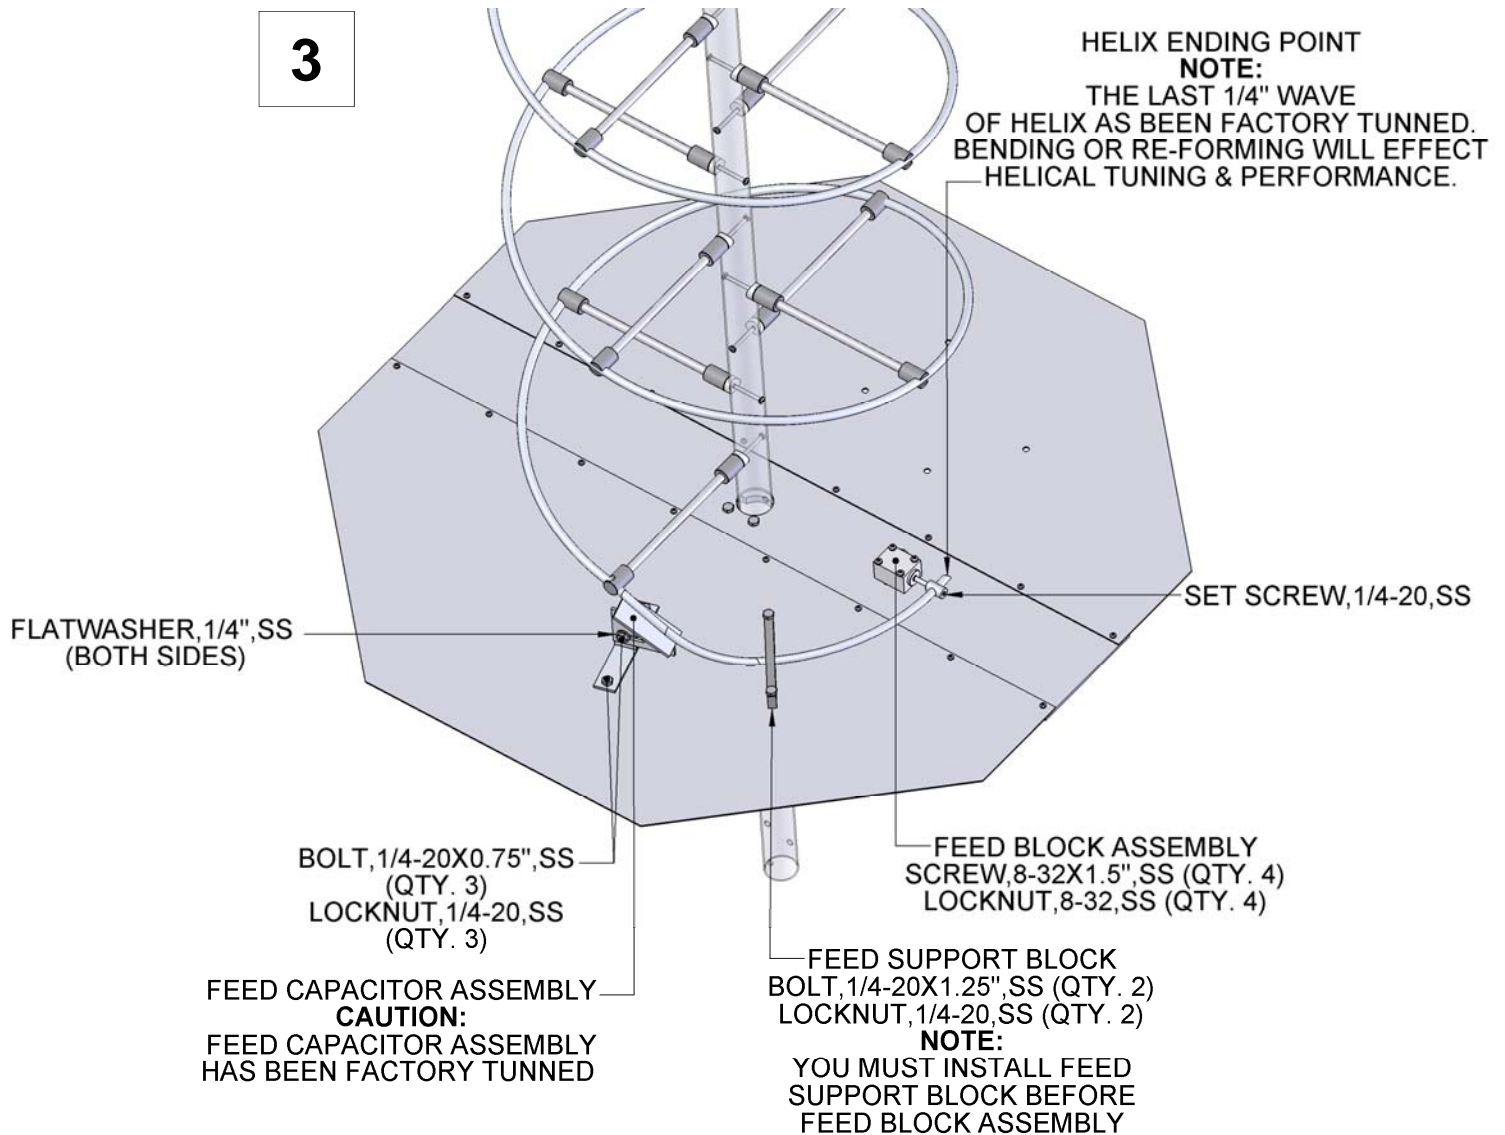 3
HELIX ENDING POINT
NOTE:
THE LAST 1/4" WAVE
OF HELIX AS BEEN FACTORY TUNNED.
BENDING OR RE-FORMING WILL EFFECT
HELICAL TUNING & PERFORMANCE.
SET SCREW,1/4-20,SS
FLATWASHER,1/4",SS
(BOTH SIDES)
BOLT,1/4-20X0.75",SS
(QTY. 3)
LOCKNUT,1/4-20,SS
(QTY. 3)
FEED CAPACITOR ASSEMBLY
CAUTION:
FEED CAPACITOR ASSEMBLY
HAS BEEN FACTORY TUNNED
FEED BLOCK ASSEMBLY
SCREW,8-32X1.5",SS (QTY. 4)
LOCKNUT,8-32,SS (QTY. 4)
FEED SUPPORT BLOCK
BOLT,1/4-20X1.25",SS (QTY. 2)
LOCKNUT,1/4-20,SS (QTY. 2)
NOTE:
YOU MUST INSTALL FEED
SUPPORT BLOCK BEFORE
FEED BLOCK ASSEMBLY